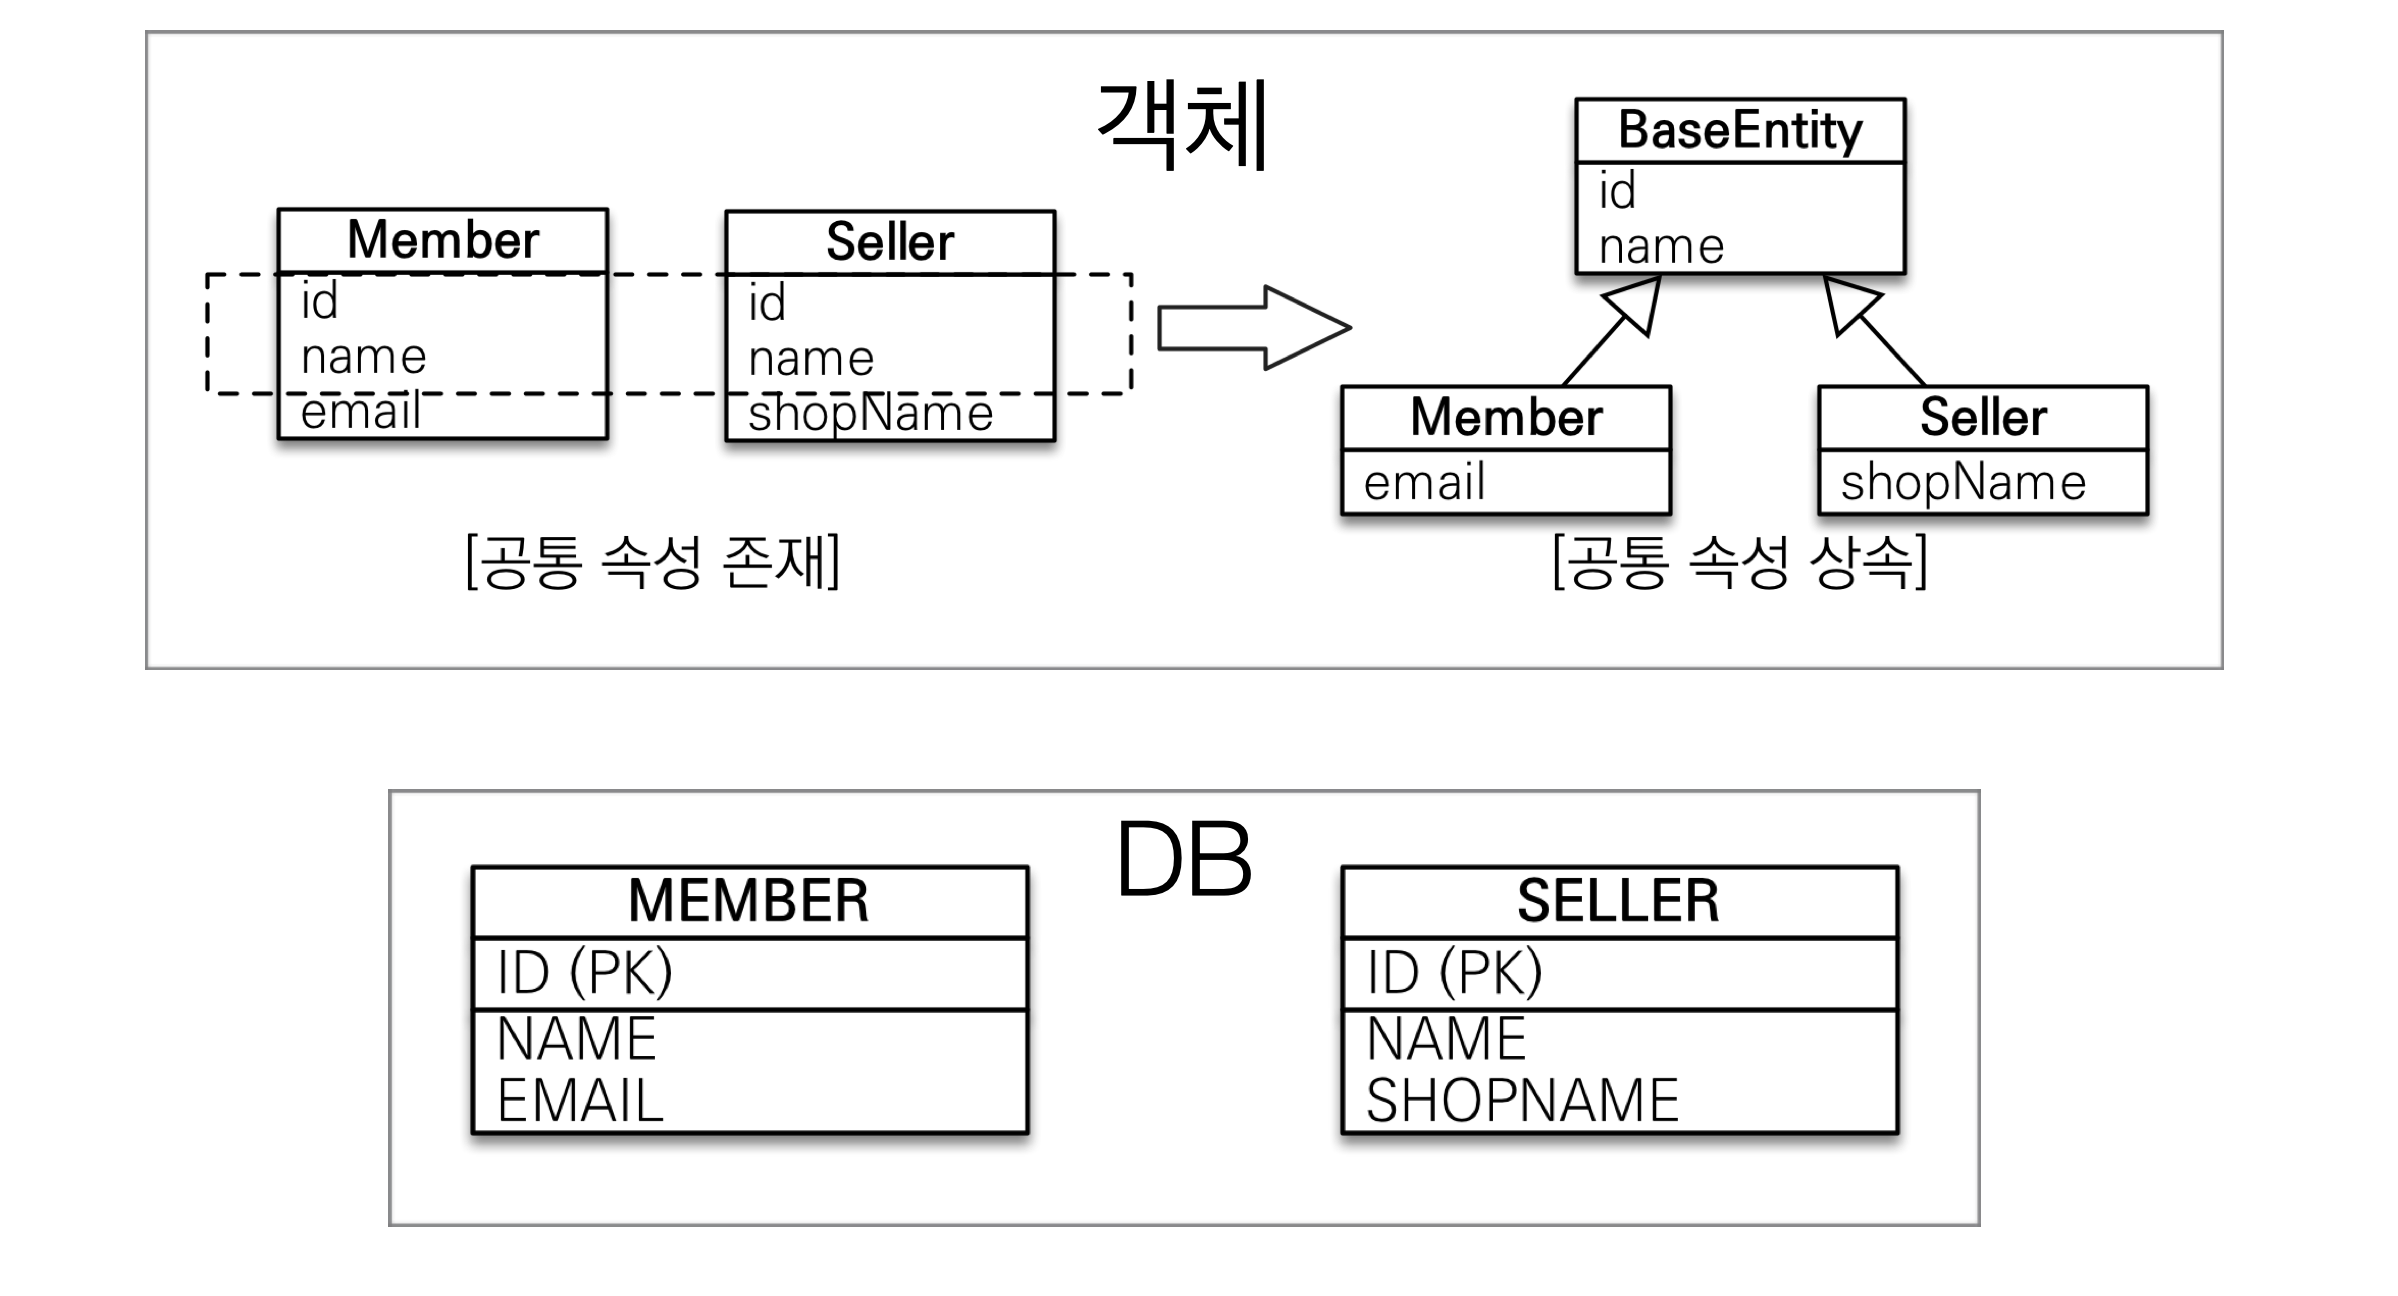 객체
Member
id
name
email
Seller
id
name
shopName
[공통 속성 존재]
BaseEntity
id
name
Member
email
Seller
shopName
[공통 속성 상속]
DB
MEMBER
ID (PK)
NAME
EMAIL
SELLER
ID (PK)
NAME
SHOPNAME